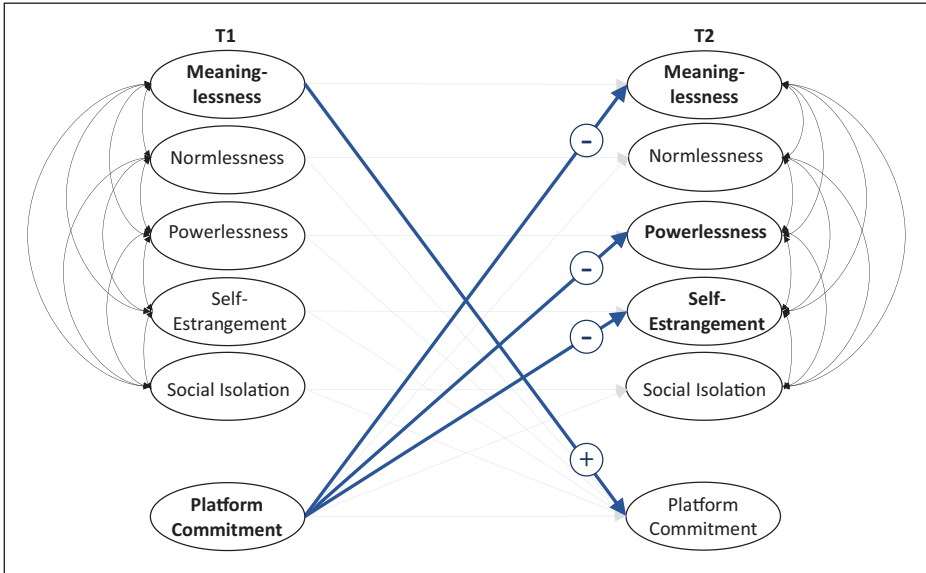 T1
T2
Meaning-
lessness
Meaning-
lessness
-
Normlessness
Normlessness
Powerlessness
Powerlessness
-
Self-
Estrangement
Self-
Estrangement
-
Social Isolation
Social Isolation
+
Platform
Commitment
Platform
Commitment